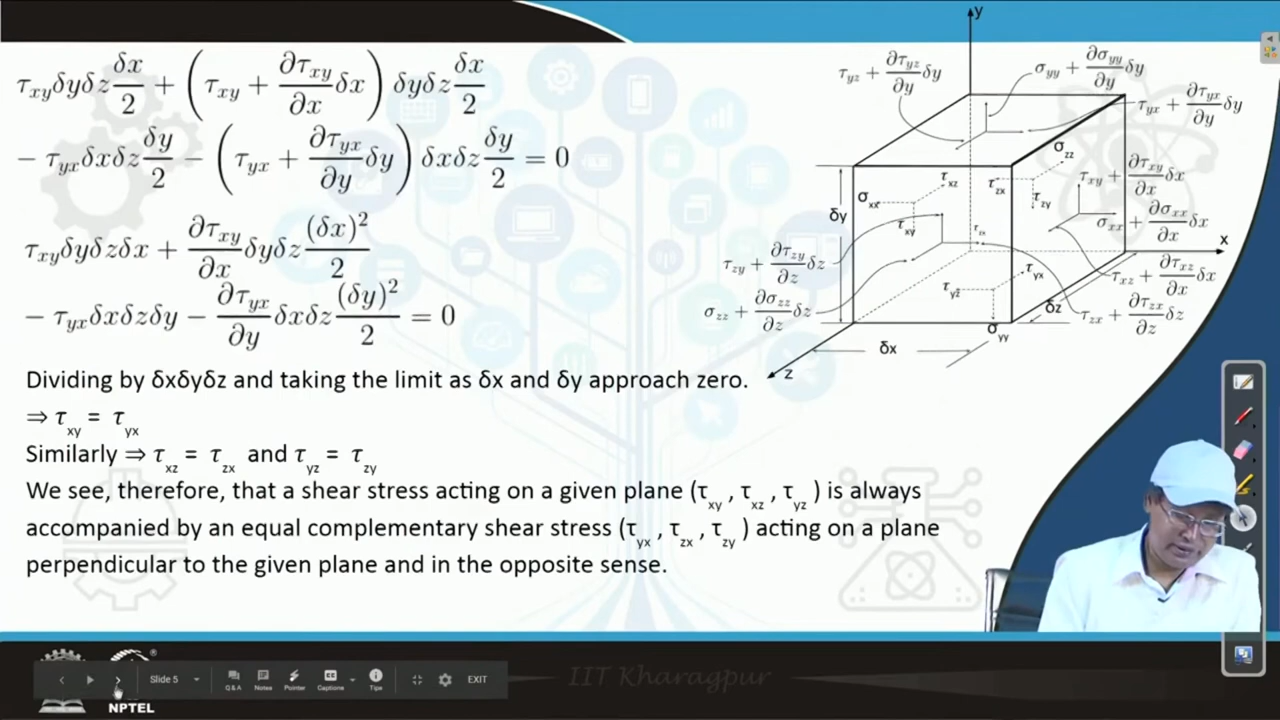 τxyδyδz δx/2 + (τxy + ∂τxy/∂x δx) δyδz δx/2
− τyxδxδz δy/2 − (τyx + ∂τyx/∂y δy) δxδz δy/2 = 0
τxyδyδzδx + ∂τxy/∂x δyδz (δx)²/2
− τyxδxδzδy − ∂τyx/∂y δxδz (δy)²/2 = 0
Dividing by δxδyδz and taking the limit as δx and δy approach zero.
⇒ τxy = τyx
Similarly ⇒ τxz = τzx and τyz = τzy
We see, therefore, that a shear stress acting on a given plane (τxy , τxz , τyz ) is always
accompanied by an equal complementary shear stress (τyx , τzx , τzy ) acting on a plane
perpendicular to the given plane and in the opposite sense.
y
τyz + ∂τyz/∂y δy
σyy + ∂σyy/∂y δy
τyx + ∂τyx/∂y δy
σzz
τxz
τzx
τxy + ∂τxy/∂x δx
σxx
τzy
δy
τxy
τzx
σxx + ∂σxx/∂x δx
x
τzy + ∂τzy/∂z δz
τyx
τxz + ∂τxz/∂x δx
τyz
σzz + ∂σzz/∂z δz
δz
τzx + ∂τzx/∂z δz
σyy
δx
z
IIT Kharagpur
Slide 5
Q & A
Notes
Pointer
Captions
Tips
EXIT
NPTEL